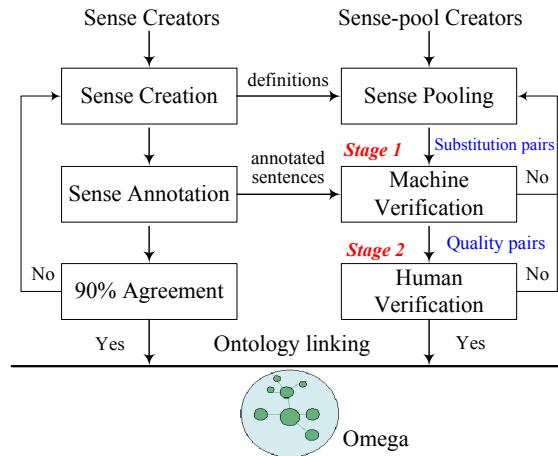 Sense Creators
Sense-pool Creators
Sense Creation
definitions
Sense Pooling
Stage 1
Substitution pairs
Sense Annotation
annotated
sentences
Machine
Verification
No
Stage 2
Quality pairs
No
90% Agreement
Human
Verification
No
Yes
Ontology linking
Yes
Omega